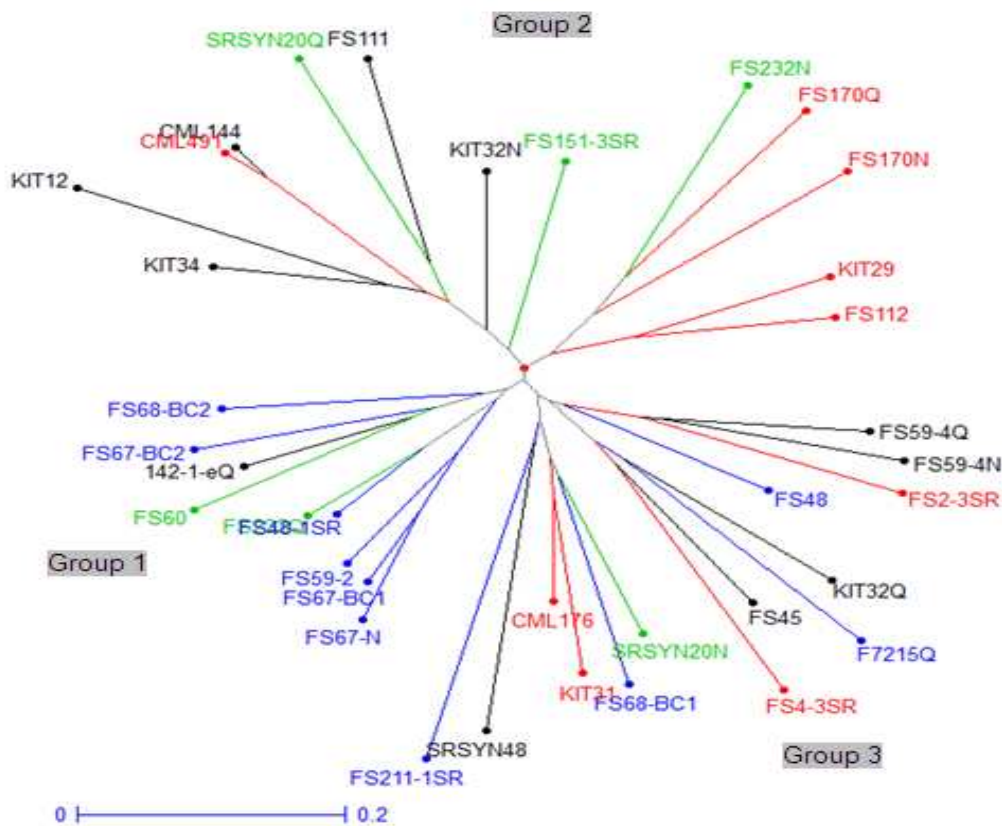 Group 2
SRSYN20Q
FS111
FS232N
FS170Q
CML144
CML491
KIT32N
FS151-3SR
FS170N
KIT12
KIT34
KIT29
FS112
FS68-BC2
FS67-BC2
142-1-eQ
FS60
FS48-1SR
Group 1
FS59-2
FS67-BC1
FS67-N
FS59-4Q
FS59-4N
FS48
FS2-3SR
KIT32Q
FS45
F7215Q
CML176
SRSYN20N
KIT31
FS68-BC1
FS4-3SR
SRSYN48
FS211-1SR
Group 3
0
0.2